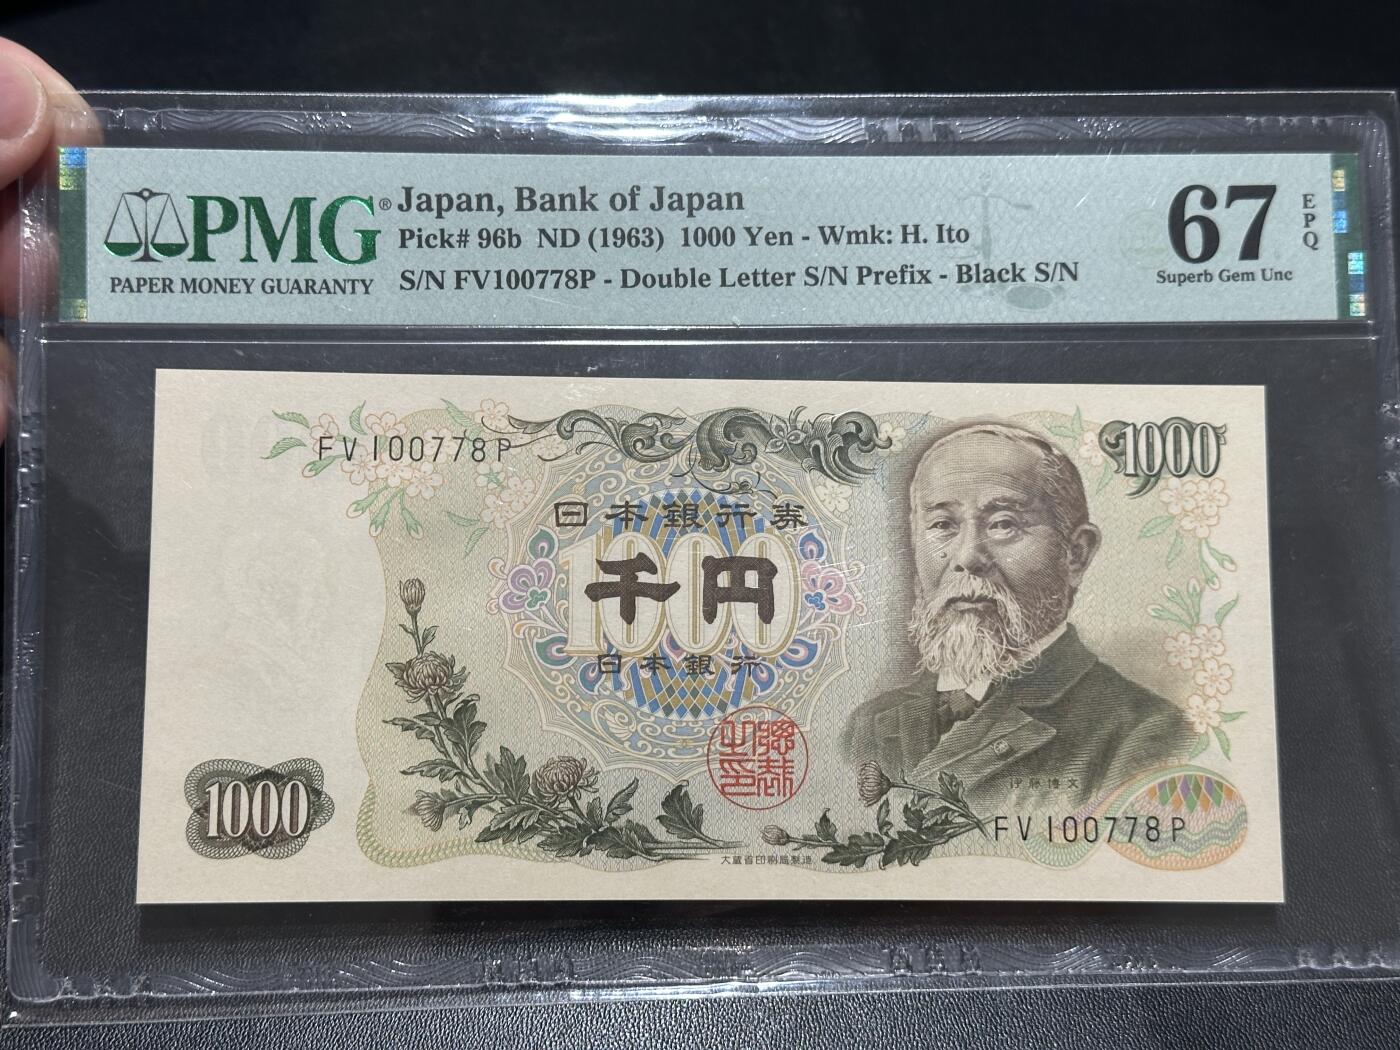 PMG®
PAPER MONEY GUARANTY
Japan, Bank of Japan
Pick# 96b ND (1963) 1000 Yen - Wmk: H. Ito
S/N FV100778P - Double Letter S/N Prefix - Black S/N
67
EPQ
Superb Gem Unc
FV100778P
1000
日本銀行券
1000
千円
日本銀行
1000
伊藤博文
FV100778P
大蔵省印刷局製造